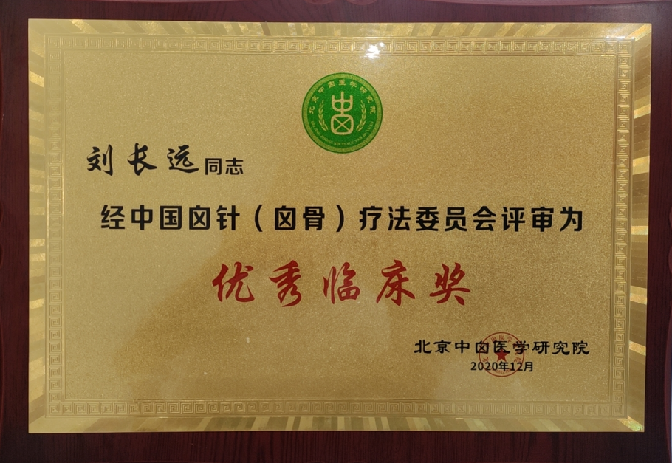 刘长远同志
经中国囟针（囟骨）疗法委员会评审为
优秀临床奖
北京中囟医学研究院
2020年12月